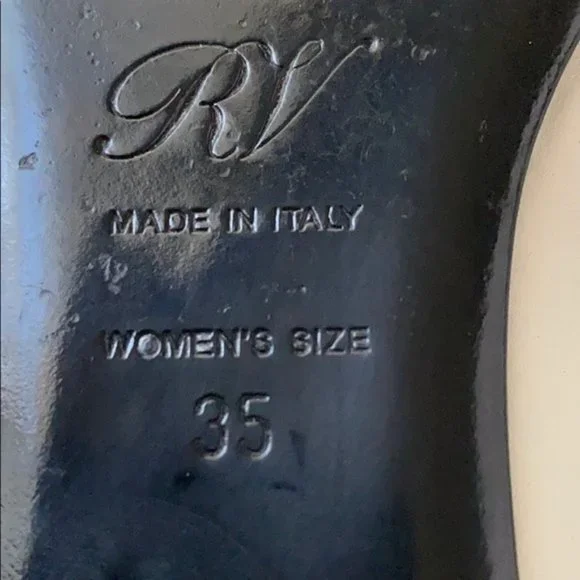 RV
MADE IN ITALY
WOMEN'S SIZE
35